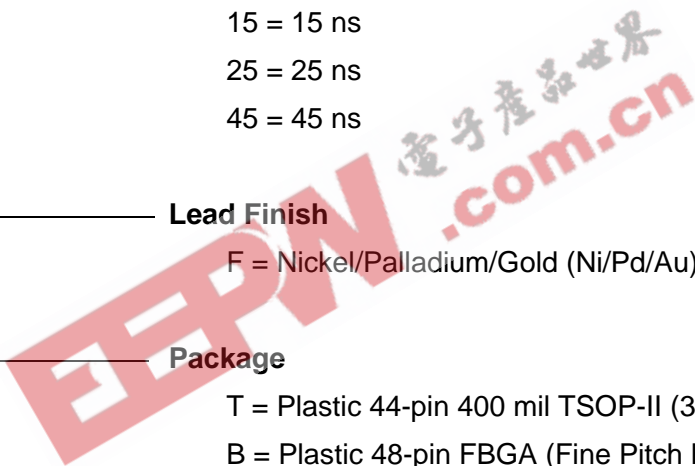 15 = 15 ns
25 = 25 ns
45 = 45 ns
电子产品世界
.com.cn
EEPW
Lead Finish
F = Nickel/Palladium/Gold (Ni/Pd/Au)
Package
T = Plastic 44-pin 400 mil TSOP-II (3
B = Plastic 48-pin FBGA (Fine Pitch